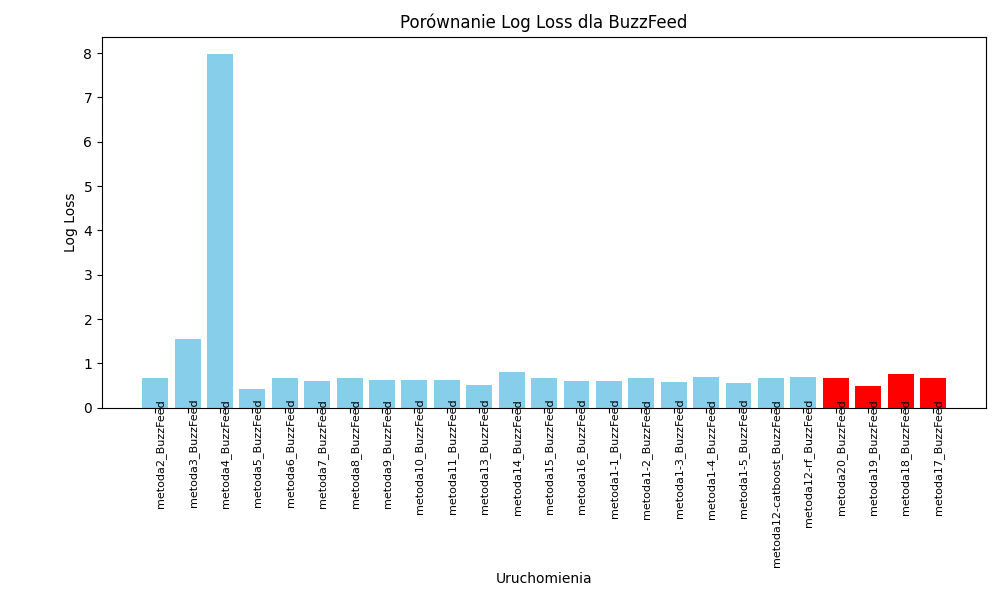 Porównanie Log Loss dla BuzzFeed
8
7
6
5
4
3
2
1
0
Log Loss
metoda2_BuzzFeed
metoda3_BuzzFeed
metoda4_BuzzFeed
metoda5_BuzzFeed
metoda6_BuzzFeed
metoda7_BuzzFeed
metoda8_BuzzFeed
metoda9_BuzzFeed
metoda10_BuzzFeed
metoda11_BuzzFeed
metoda13_BuzzFeed
metoda14_BuzzFeed
metoda15_BuzzFeed
metoda16_BuzzFeed
metoda1-1_BuzzFeed
metoda1-2_BuzzFeed
metoda1-3_BuzzFeed
metoda1-4_BuzzFeed
metoda1-5_BuzzFeed
metoda12-catboost_BuzzFeed
metoda12-rf_BuzzFeed
metoda20_BuzzFeed
metoda19_BuzzFeed
metoda18_BuzzFeed
metoda17_BuzzFeed
Uruchomienia